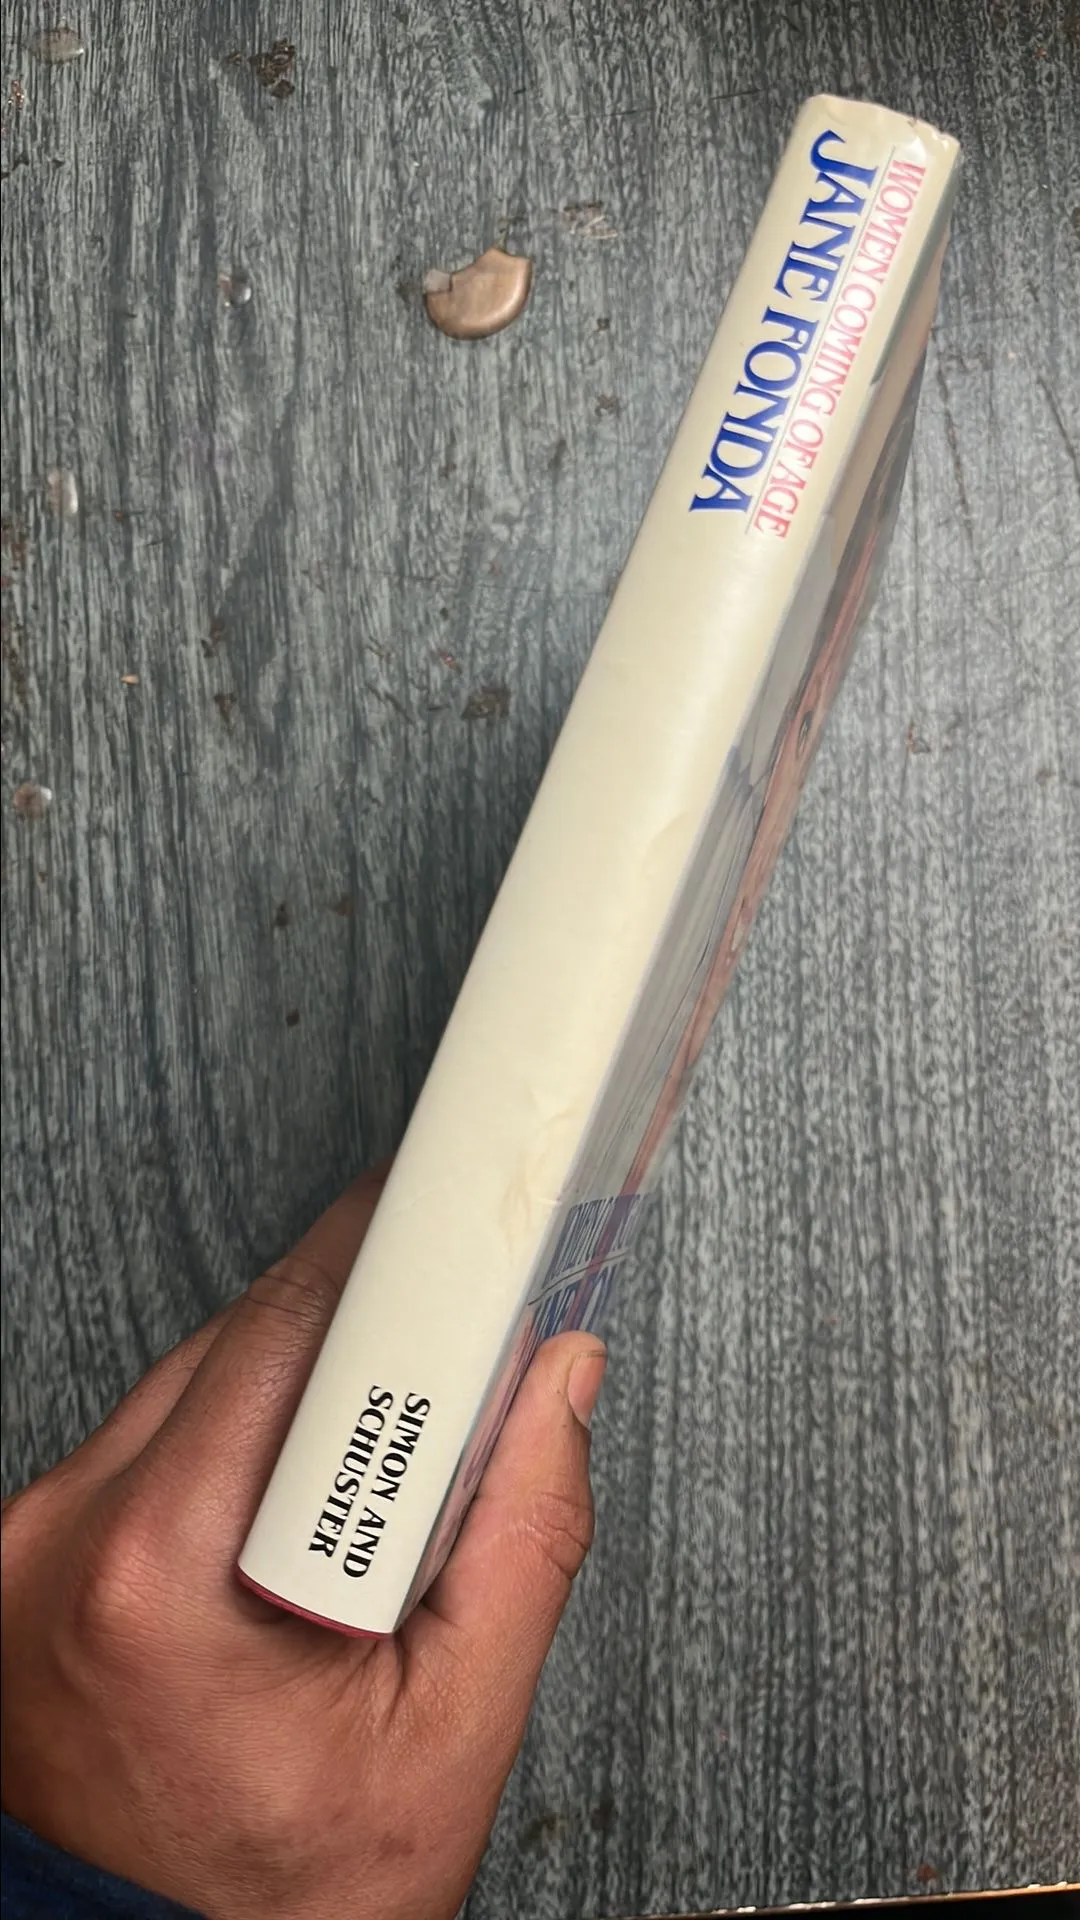 WOMEN COMING OF AGE
JANE FONDA
SIMON AND
SCHUSTER